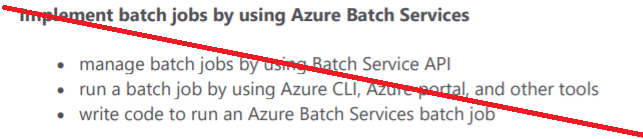 Implement batch jobs by using Azure Batch Services
• manage batch jobs by using Batch Service API
• run a batch job by using Azure CLI, Azure portal, and other tools
• write code to run an Azure Batch Services batch job